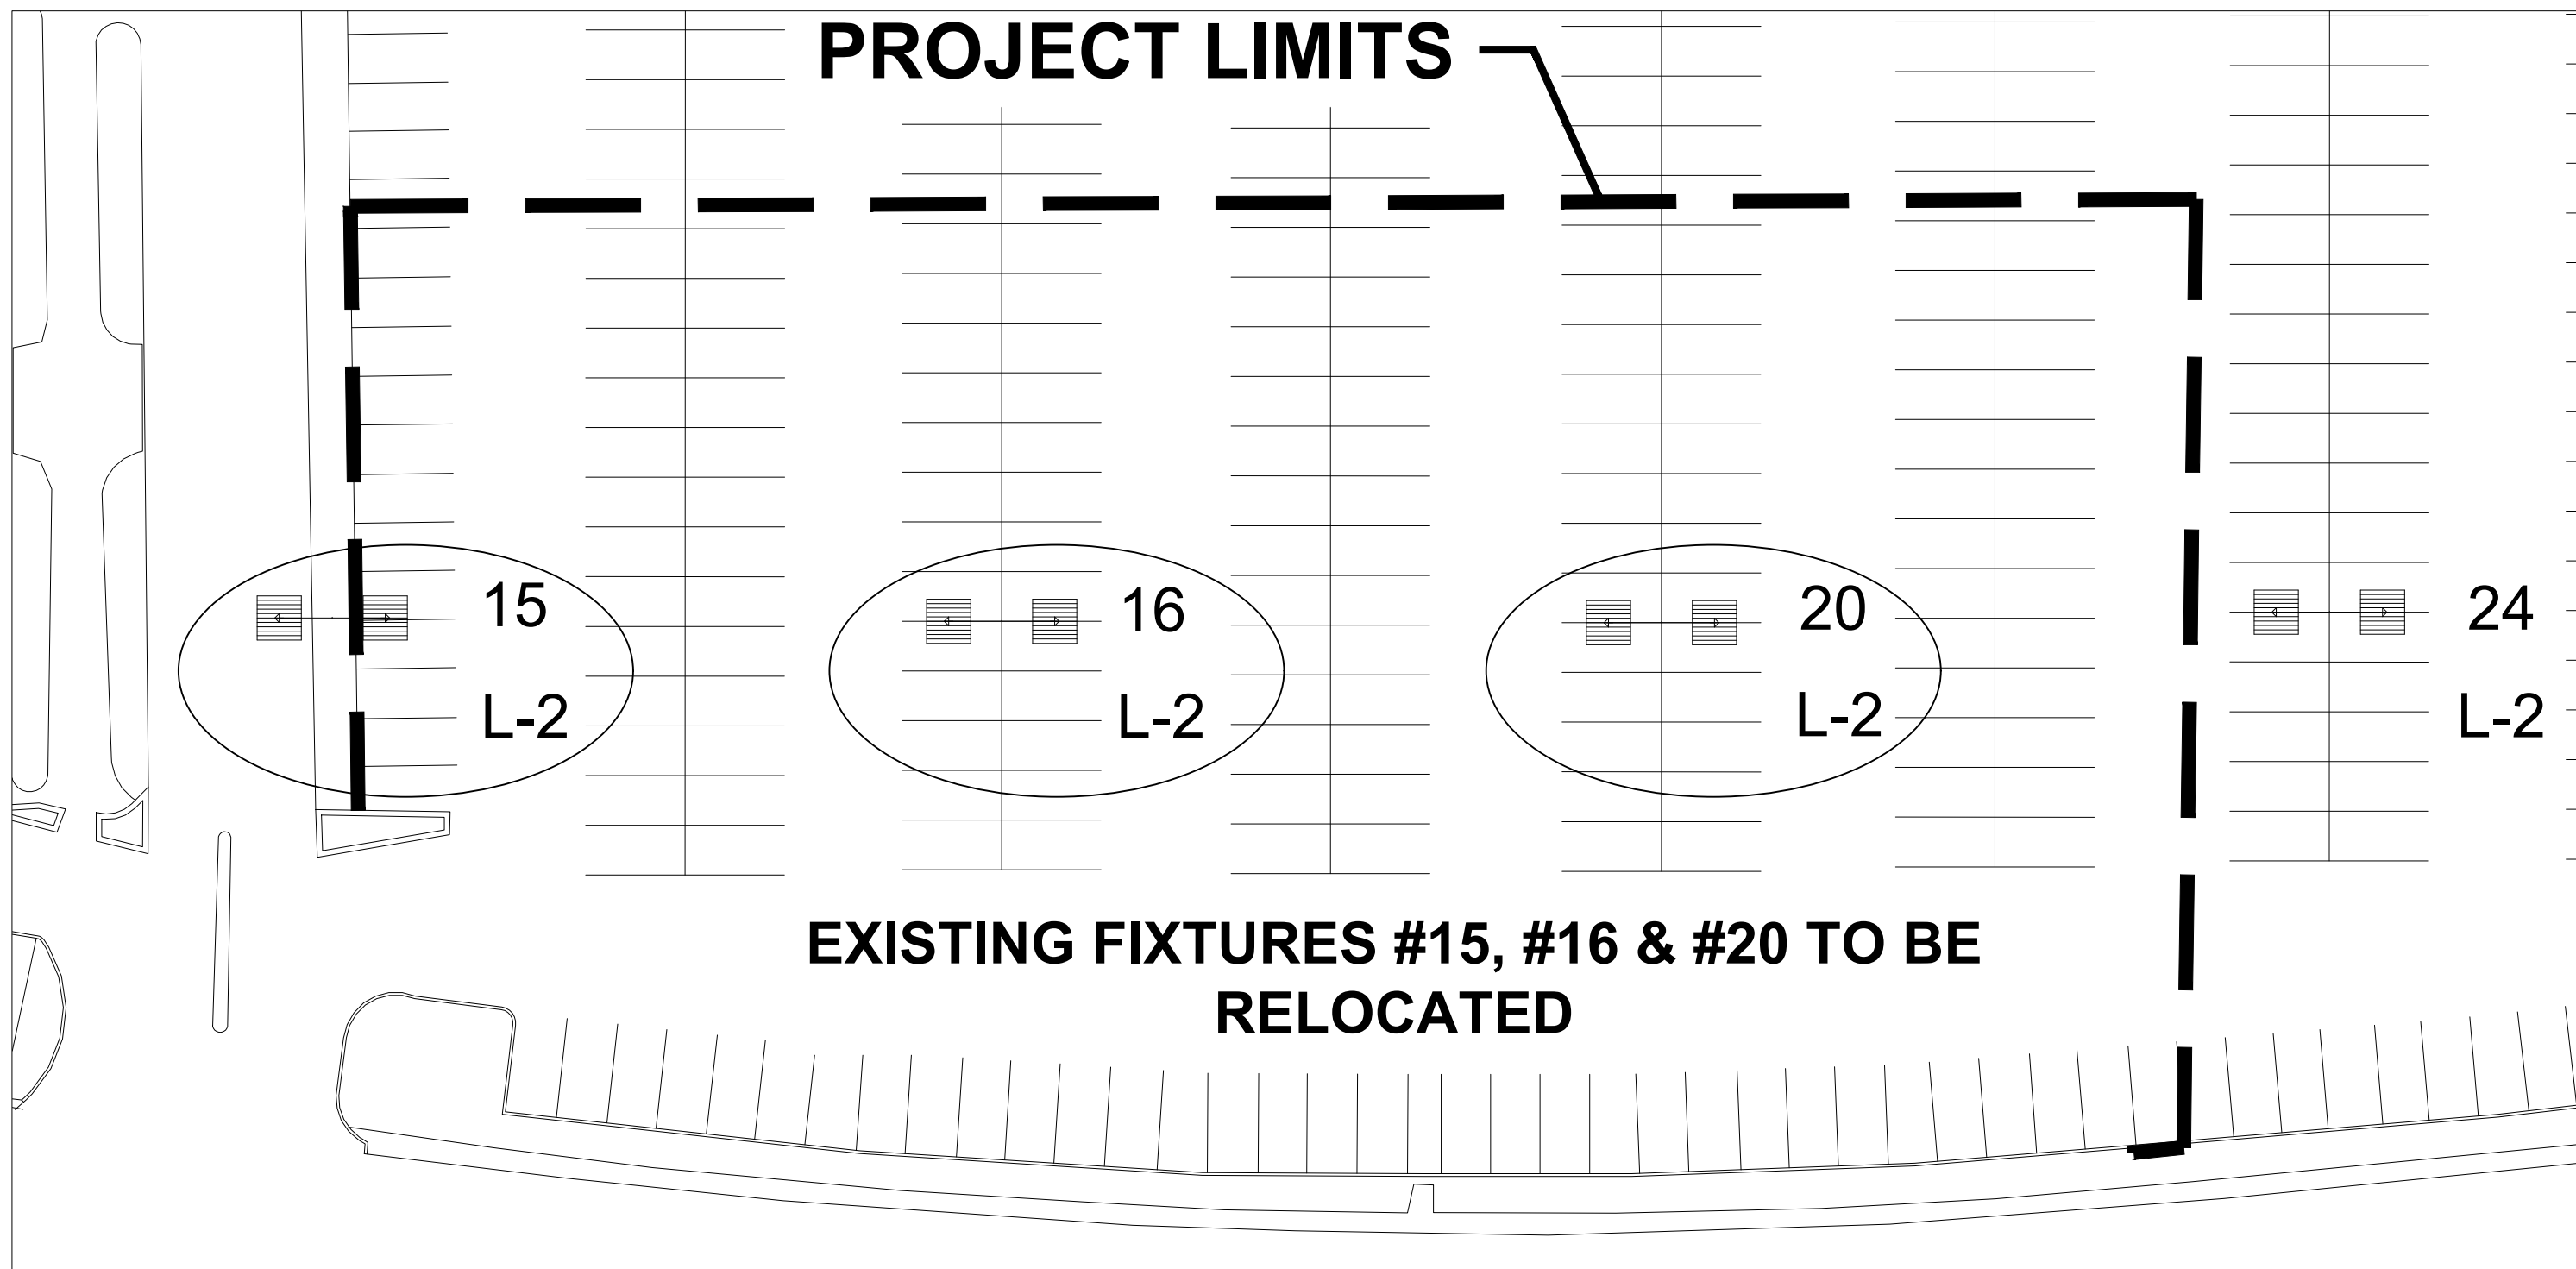 PROJECT LIMITS
15
L-2
16
L-2
20
L-2
24
L-2
EXISTING FIXTURES #15, #16 & #20 TO BE
RELOCATED